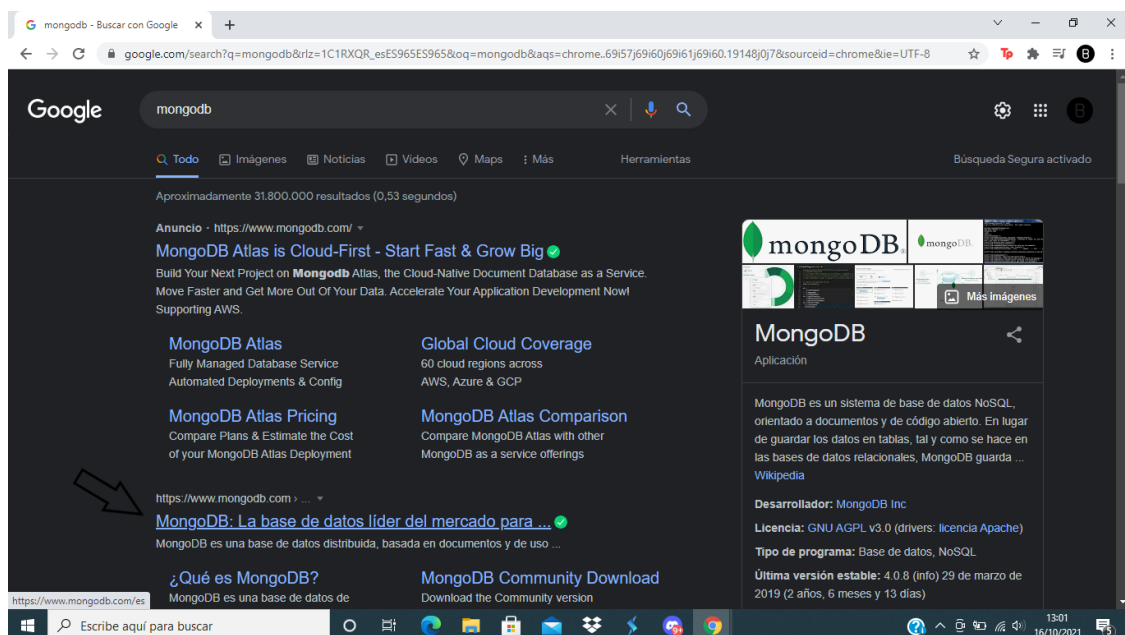 mongodb - Buscar con Google
google.com/search?q=mongodb&rlz=1C1RXQR_esES965ES965&oq=mongodb&aqs=chrome..69i57j69i60j69i61j69i60.19148j0j7&sourceid=chrome&ie=UTF-8
Tp
B
Google
mongodb
B
Todo Imágenes Noticias Videos Maps Más Herramientas Búsqueda Segura activado
Aproximadamente 31.800.000 resultados (0,53 segundos)
Anuncio · https://www.mongodb.com/
MongoDB Atlas is Cloud-First - Start Fast & Grow Big
Build Your Next Project on Mongodb Atlas, the Cloud-Native Document Database as a Service.
Move Faster and Get More Out Of Your Data. Accelerate Your Application Development Now!
Supporting AWS.
MongoDB Atlas
Fully Managed Database Service
Automated Deployments & Config
Global Cloud Coverage
60 cloud regions across
AWS, Azure & GCP
MongoDB Atlas Pricing
Compare Plans & Estimate the Cost
of your MongoDB Atlas Deployment
MongoDB Atlas Comparison
Compare MongoDB Atlas with other
MongoDB as a service offerings
https://www.mongodb.com › ...
MongoDB: La base de datos líder del mercado para ...
MongoDB es una base de datos distribuida, basada en documentos y de uso ...
¿Qué es MongoDB?
MongoDB es una base de datos de
MongoDB Community Download
Download the Community version
https://www.mongodb.com/es
mongoDB®
mongoDB.
Más imágenes
MongoDB
Aplicación
MongoDB es un sistema de base de datos NoSQL,
orientado a documentos y de código abierto. En lugar
de guardar los datos en tablas, tal y como se hace en
las bases de datos relacionales, MongoDB guarda ...
Wikipedia
Desarrollador: MongoDB Inc
Licencia: GNU AGPL v3.0 (drivers: licencia Apache)
Tipo de programa: Base de datos, NoSQL
Última versión estable: 4.0.8 (info) 29 de marzo de
2019 (2 años, 6 meses y 13 días)
Escribe aquí para buscar
13:01
16/10/2021